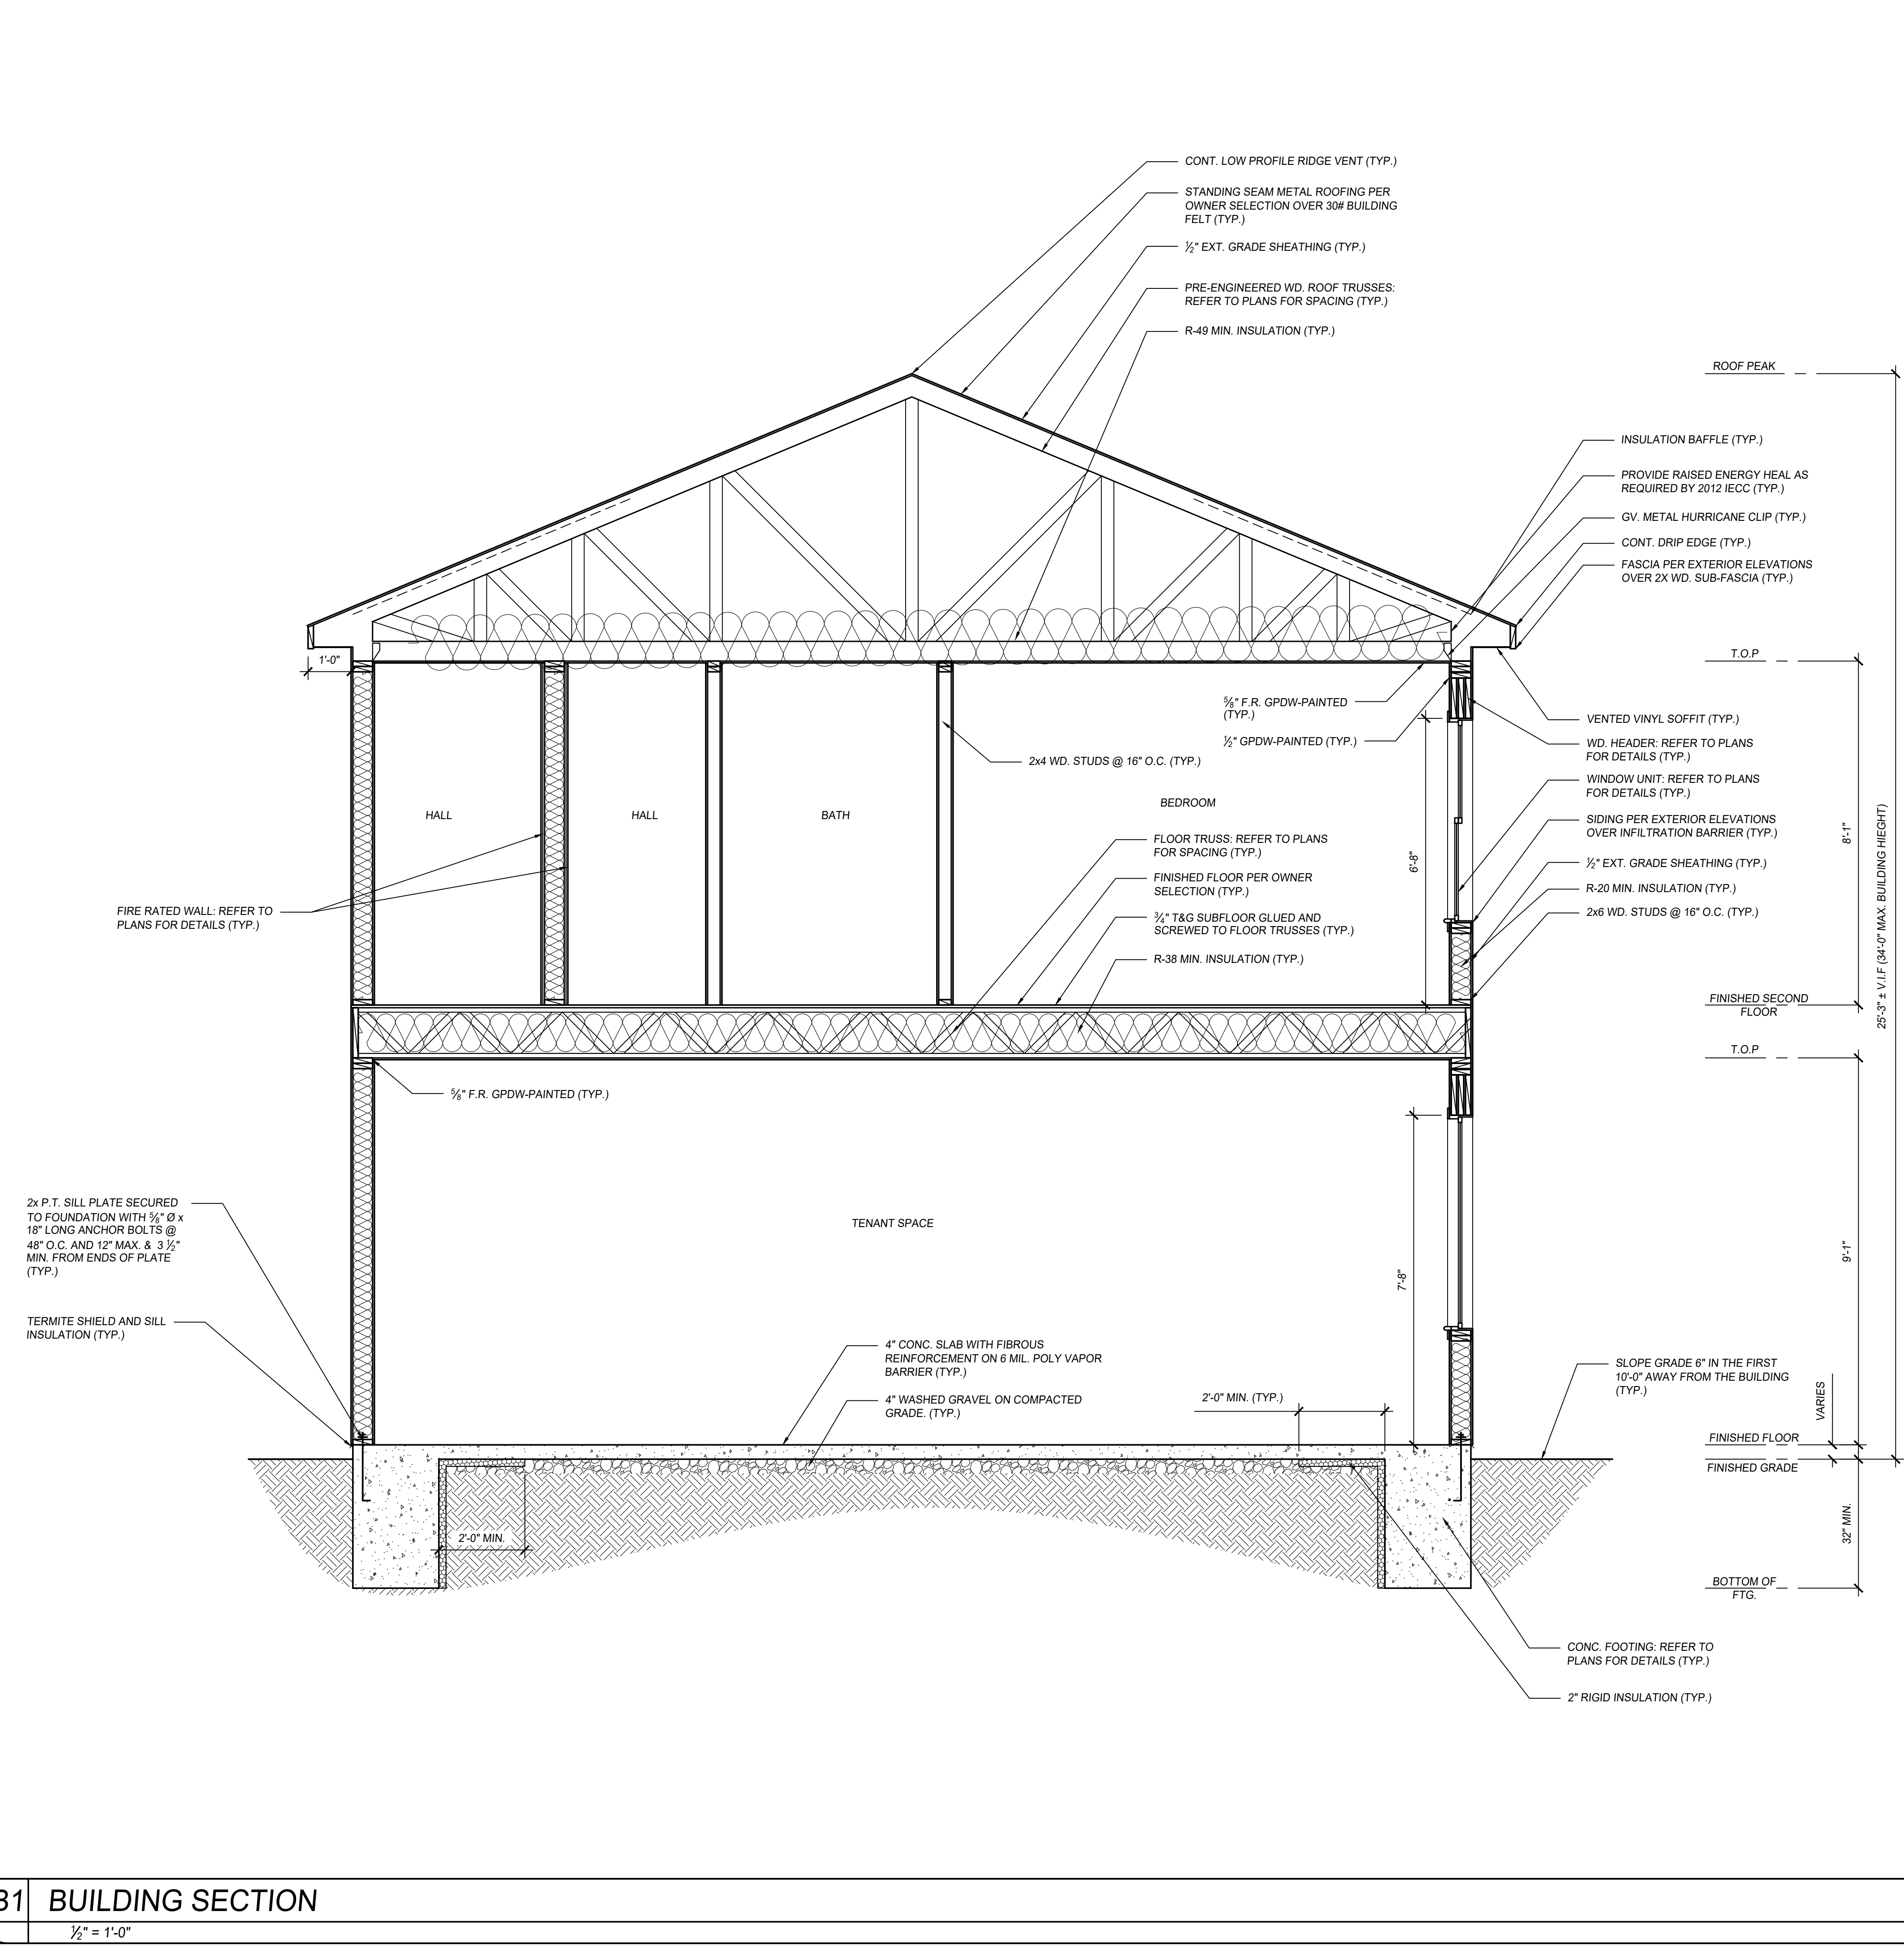 CONT. LOW PROFILE RIDGE VENT (TYP.)
STANDING SEAM METAL ROOFING PER
OWNER SELECTION OVER 30# BUILDING
FELT (TYP.)
½" EXT. GRADE SHEATHING (TYP.)
PRE-ENGINEERED WD. ROOF TRUSSES:
REFER TO PLANS FOR SPACING (TYP.)
R-49 MIN. INSULATION (TYP.)
ROOF PEAK
INSULATION BAFFLE (TYP.)
PROVIDE RAISED ENERGY HEAL AS
REQUIRED BY 2012 IECC (TYP.)
GV. METAL HURRICANE CLIP (TYP.)
CONT. DRIP EDGE (TYP.)
FASCIA PER EXTERIOR ELEVATIONS
OVER 2X WD. SUB-FASCIA (TYP.)
1'-0"
T.O.P
⅝" F.R. GPDW-PAINTED
(TYP.)
½" GPDW-PAINTED (TYP.)
2x4 WD. STUDS @ 16" O.C. (TYP.)
VENTED VINYL SOFFIT (TYP.)
WD. HEADER: REFER TO PLANS
FOR DETAILS (TYP.)
WINDOW UNIT: REFER TO PLANS
FOR DETAILS (TYP.)
SIDING PER EXTERIOR ELEVATIONS
OVER INFILTRATION BARRIER (TYP.)
½" EXT. GRADE SHEATHING (TYP.)
R-20 MIN. INSULATION (TYP.)
2x6 WD. STUDS @ 16" O.C. (TYP.)
HALL
HALL
BATH
BEDROOM
6'-8"
8'-1"
25'-3" ± V.I.F (34'-0" MAX. BUILDING HIEGHT)
FLOOR TRUSS: REFER TO PLANS
FOR SPACING (TYP.)
FINISHED FLOOR PER OWNER
SELECTION (TYP.)
¾" T&G SUBFLOOR GLUED AND
SCREWED TO FLOOR TRUSSES (TYP.)
R-38 MIN. INSULATION (TYP.)
FIRE RATED WALL: REFER TO
PLANS FOR DETAILS (TYP.)
FINISHED SECOND
FLOOR
T.O.P
⅝" F.R. GPDW-PAINTED (TYP.)
2x P.T. SILL PLATE SECURED
TO FOUNDATION WITH ⅝" Ø x
18" LONG ANCHOR BOLTS @
48" O.C. AND 12" MAX. & 3 ½"
MIN. FROM ENDS OF PLATE
(TYP.)
TENANT SPACE
7'-8"
9'-1"
TERMITE SHIELD AND SILL
INSULATION (TYP.)
4" CONC. SLAB WITH FIBROUS
REINFORCEMENT ON 6 MIL. POLY VAPOR
BARRIER (TYP.)
4" WASHED GRAVEL ON COMPACTED
GRADE. (TYP.)
2'-0" MIN. (TYP.)
SLOPE GRADE 6" IN THE FIRST
10'-0" AWAY FROM THE BUILDING
(TYP.)
VARIES
FINISHED FLOOR
FINISHED GRADE
2'-0" MIN.
32" MIN.
BOTTOM OF
FTG.
CONC. FOOTING: REFER TO
PLANS FOR DETAILS (TYP.)
2" RIGID INSULATION (TYP.)
B1 BUILDING SECTION
½" = 1'-0"